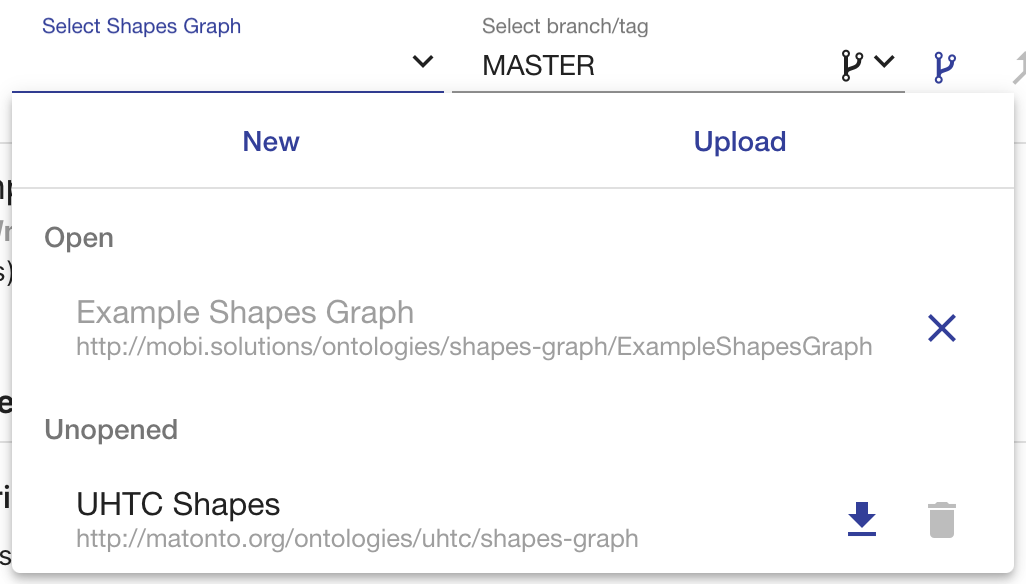 Select Shapes Graph
Select branch/tag
MASTER
New
Upload
Open
Example Shapes Graph
http://mobi.solutions/ontologies/shapes-graph/ExampleShapesGraph
Unopened
UHTC Shapes
http://matonto.org/ontologies/uhtc/shapes-graph